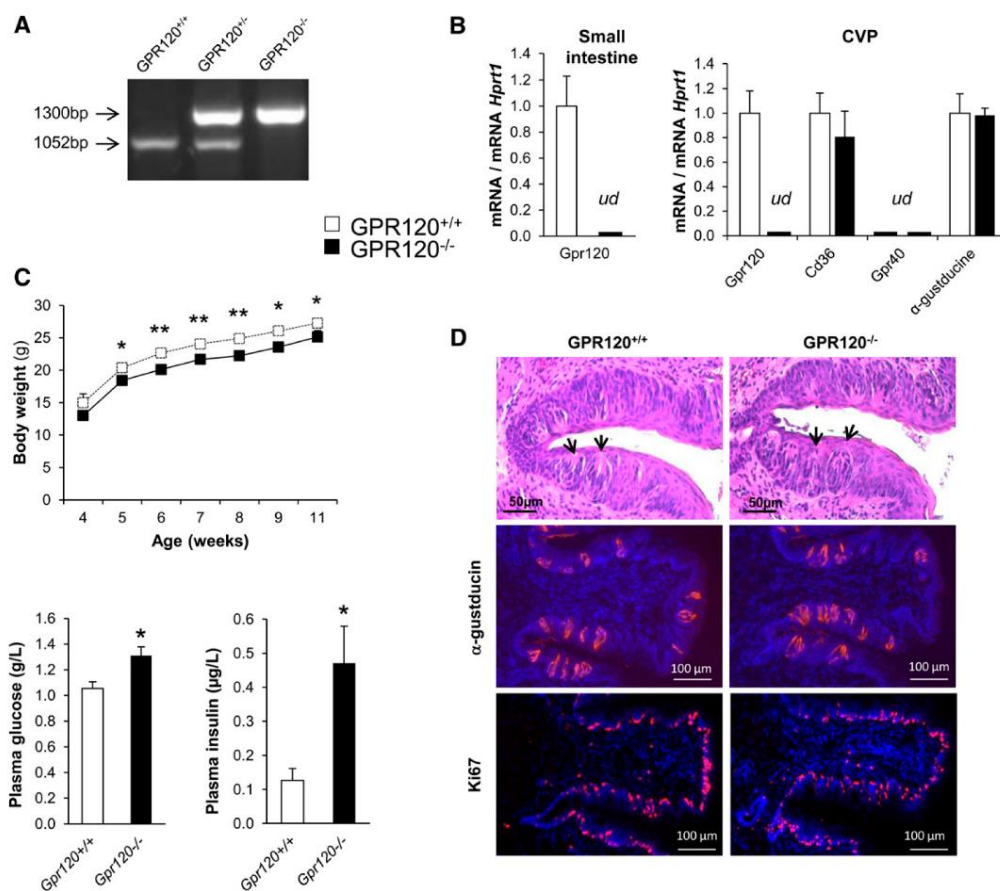 A
GPR120+/+
GPR120+/-
GPR120-/-
1300bp
1052bp
B
Small
intestine
CVP
mRNA / mRNA Hprt1
1.4
1.2
1.0
0.8
0.6
0.4
0.2
0.0
ud
Gpr120
mRNA / mRNA Hprt1
1.4
1.2
1.0
0.8
0.6
0.4
0.2
0.0
ud
ud
Gpr120
Cd36
Gpr40
α-gustducine
GPR120+/+
GPR120-/-
C
Body weight (g)
30
25
20
15
10
5
0
*
**
**
**
*
*
4 5 6 7 8 9 11
Age (weeks)
Plasma glucose (g/L)
1.6
1.4
1.2
1.0
0.8
0.6
0.4
0.2
0.0
*
Gpr120+/+
Gpr120-/-
Plasma insulin (µg/L)
0.6
0.5
0.4
0.3
0.2
0.1
0.0
*
Gpr120+/+
Gpr120-/-
D
GPR120+/+
GPR120-/-
50µm
50µm
α-gustducin
100 µm
100 µm
Ki67
100 µm
100 µm